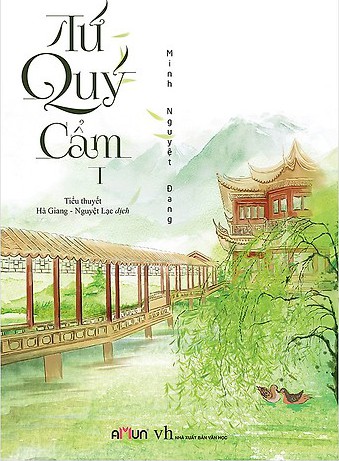 Tứ
Quý
Cẩm
I
Minh Nguyệt Đang
Tiểu thuyết
Hà Giang - Nguyệt Lạc dịch
AMUN vh NHÀ XUẤT BẢN VĂN HỌC